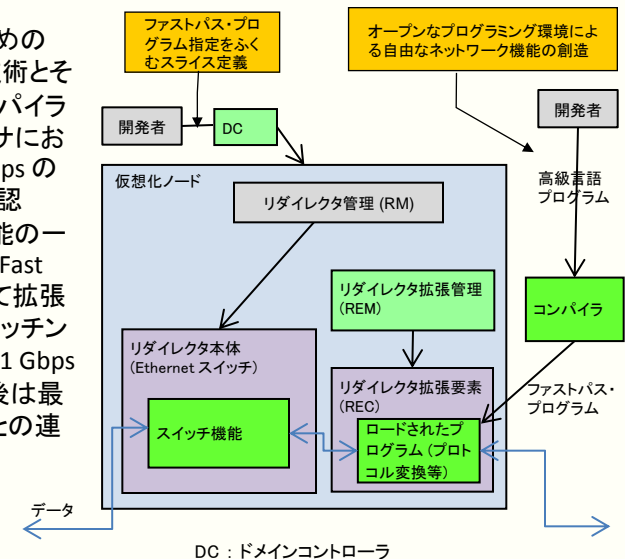 めの
術とそ
パイラ
ナにお
ps の
認
能の一
Fast
て拡張
ッチン
1 Gbps
後は最
との連
ファストパス・プロ
グラム指定をふく
むスライス定義
オープンなプログラミング環境によ
る自由なネットワーク機能の創造
開発者
DC
開発者
仮想化ノード
リダイレクタ管理 (RM)
高級言語
プログラム
リダイレクタ拡張管理
(REM)
コンパイラ
リダイレクタ本体
(Ethernet スイッチ)
スイッチ機能
リダイレクタ拡張要素
(REC)
ロードされたプ
ログラム (プロト
コル変換等)
ファストパス・
プログラム
データ
DC : ドメインコントローラ